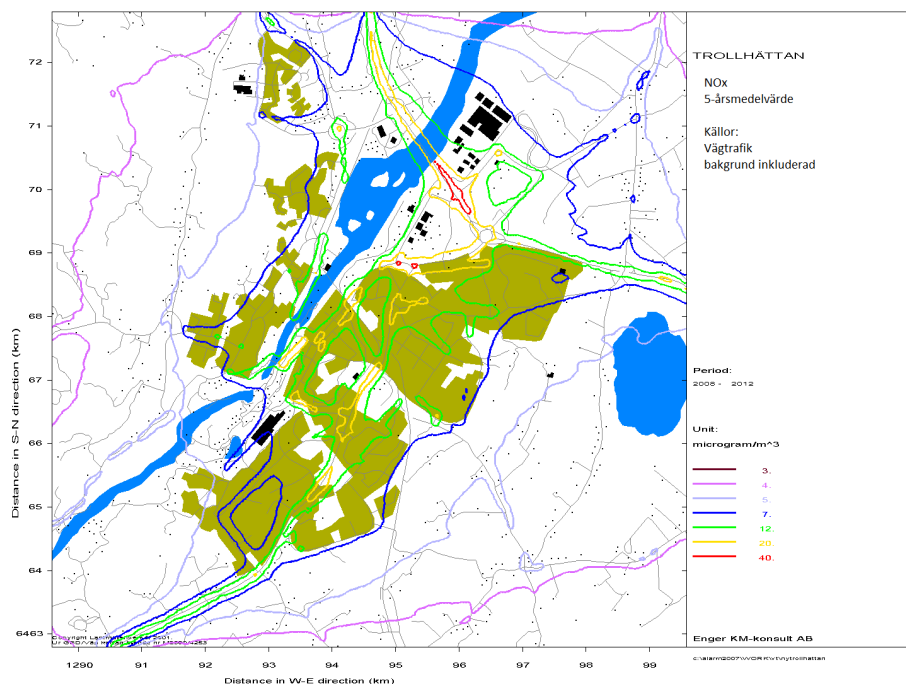 TROLLHÄTTAN
NOx
5-årsmedelvärde
Källor:
Vägtrafik
bakgrund inkluderad
Period:
2008 - 2012
Unit:
microgram/m^3
3.
4.
5.
7.
12.
20.
40.
Enger KM-konsult AB
Distance in S-N direction (km)
72
71
70
69
68
67
66
65
64
6463
1290
91
92
93
94
95
96
97
98
99
Distance in W-E direction (km)